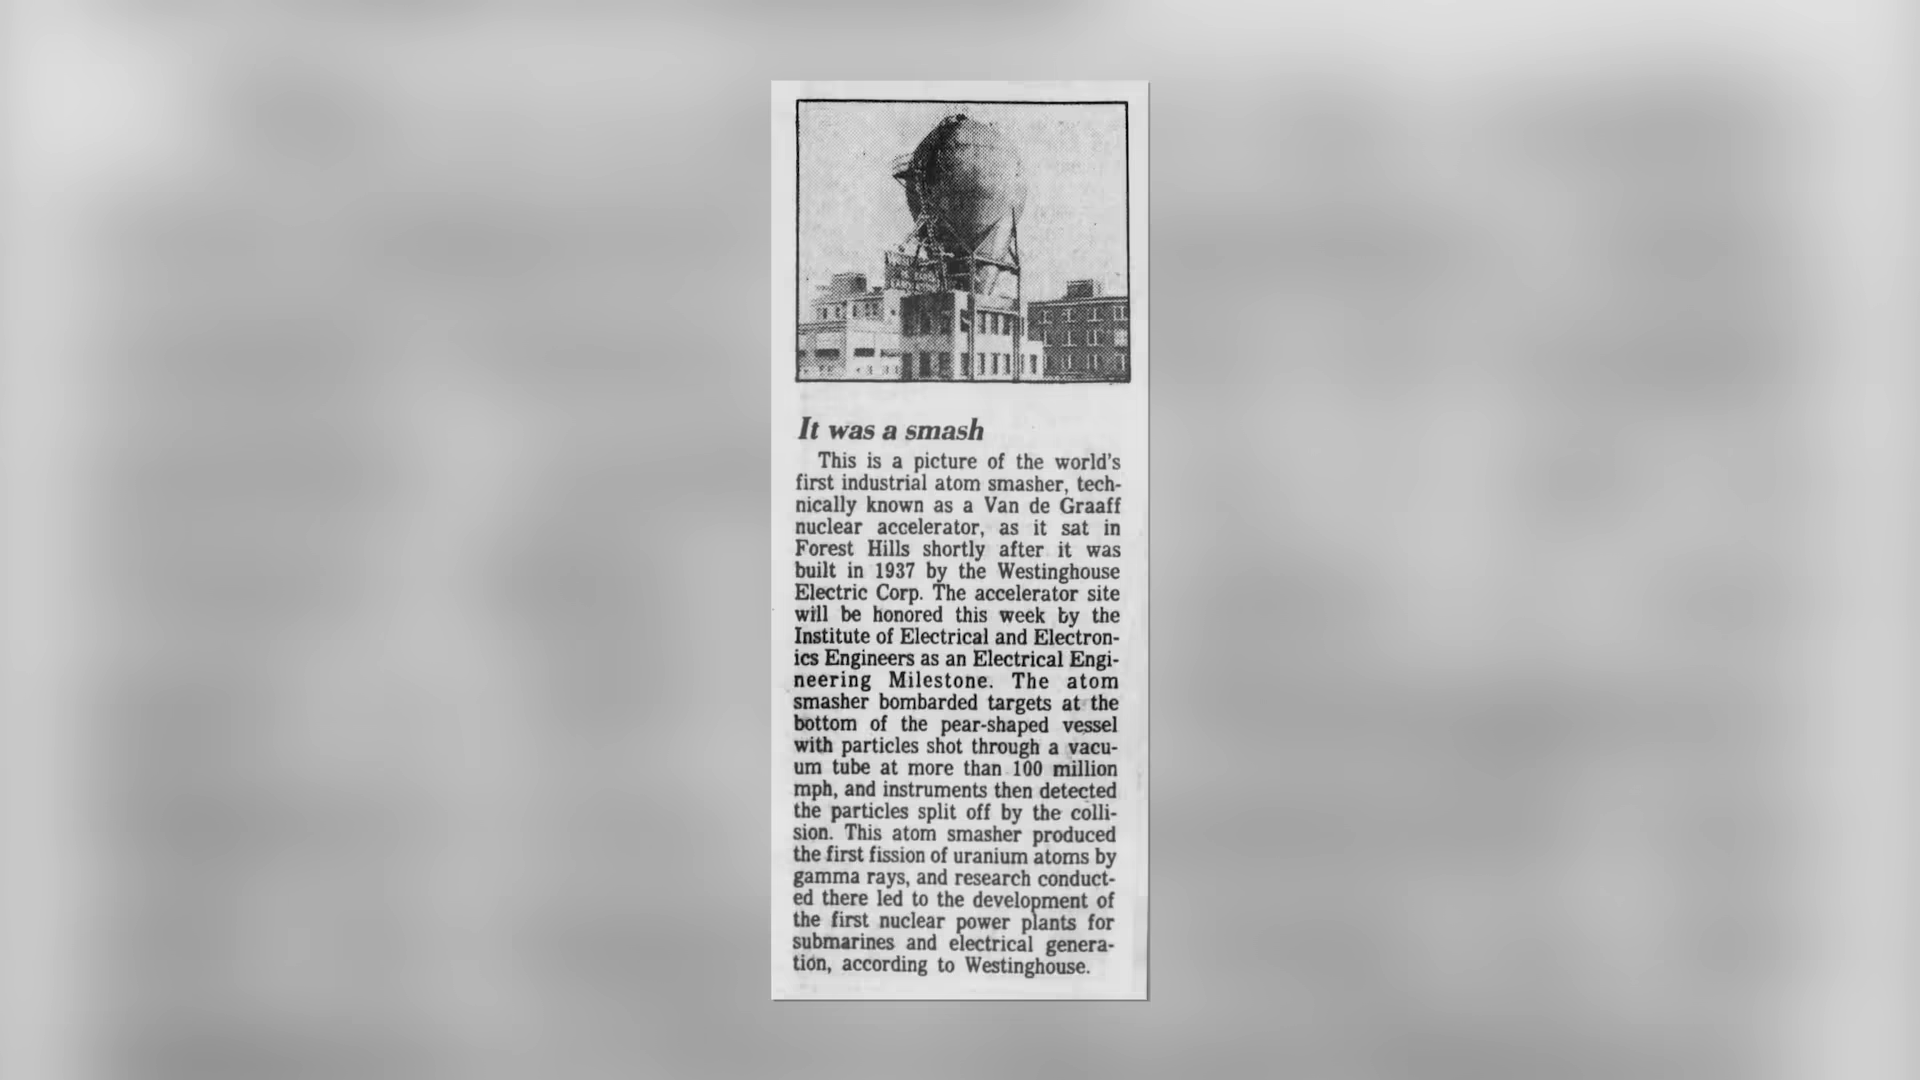 It was a smash
This is a picture of the world's
first industrial atom smasher, tech-
nically known as a Van de Graaff
nuclear accelerator, as it sat in
Forest Hills shortly after it was
built in 1937 by the Westinghouse
Electric Corp. The accelerator site
will be honored this week by the
Institute of Electrical and Electron-
ics Engineers as an Electrical Engi-
neering Milestone. The atom
smasher bombarded targets at the
bottom of the pear-shaped vessel
with particles shot through a vacu-
um tube at more than 100 million
mph, and instruments then detected
the particles split off by the colli-
sion. This atom smasher produced
the first fission of uranium atoms by
gamma rays, and research conduct-
ed there led to the development of
the first nuclear power plants for
submarines and electrical genera-
tion, according to Westinghouse.